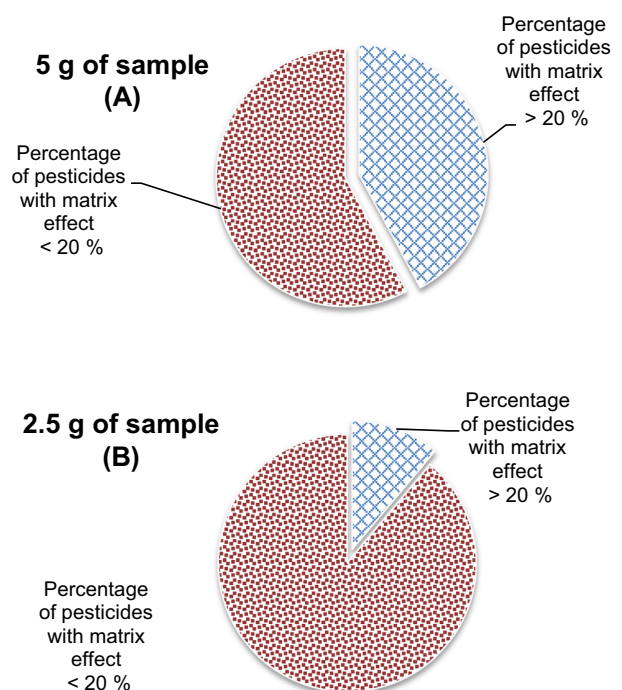 5 g of sample
(A)
Percentage
of pesticides
with matrix
effect
> 20 %
Percentage
of pesticides
with matrix
effect
< 20 %
2.5 g of sample
(B)
Percentage
of pesticides
with matrix
effect
> 20 %
Percentage
of pesticides
with matrix
effect
< 20 %